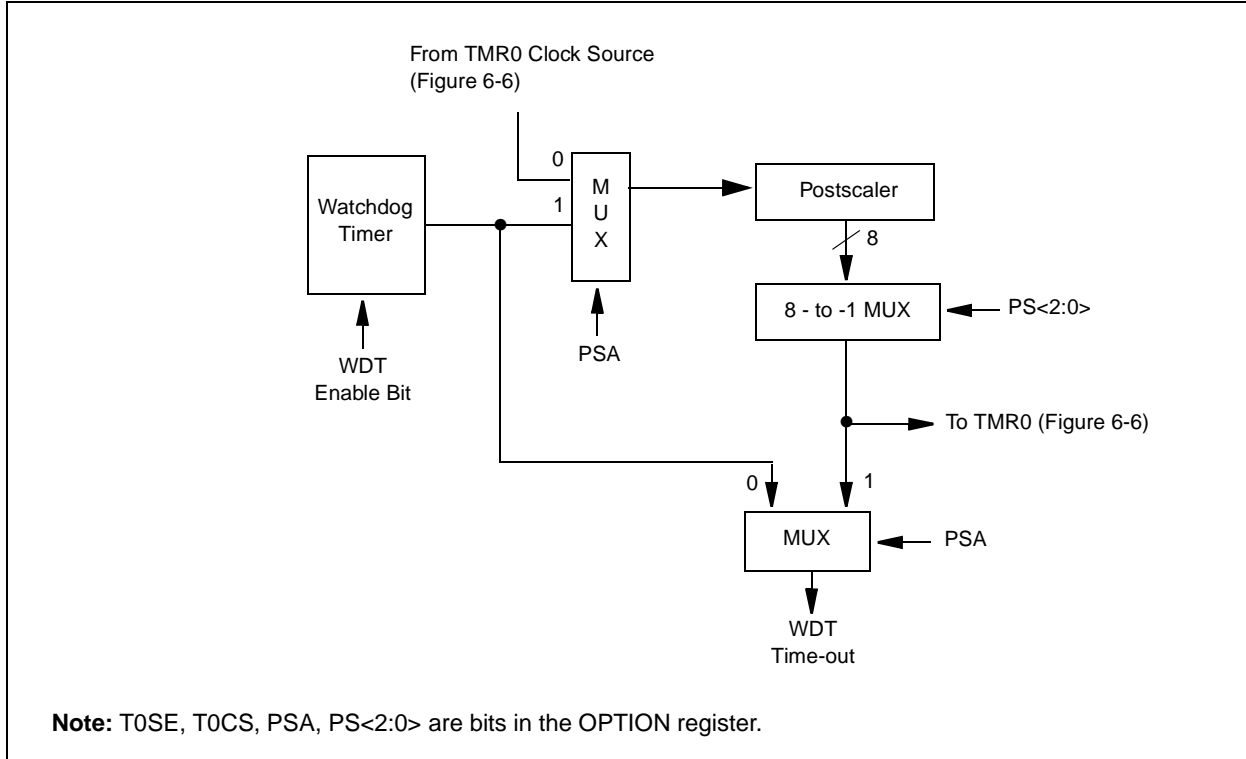 From TMR0 Clock Source
(Figure 6-6)
0
1
M
U
X
Watchdog
Timer
Postscaler
8
8 - to -1 MUX
PS<2:0>
PSA
WDT
Enable Bit
To TMR0 (Figure 6-6)
0
1
MUX
PSA
WDT
Time-out
Note: T0SE, T0CS, PSA, PS<2:0> are bits in the OPTION register.